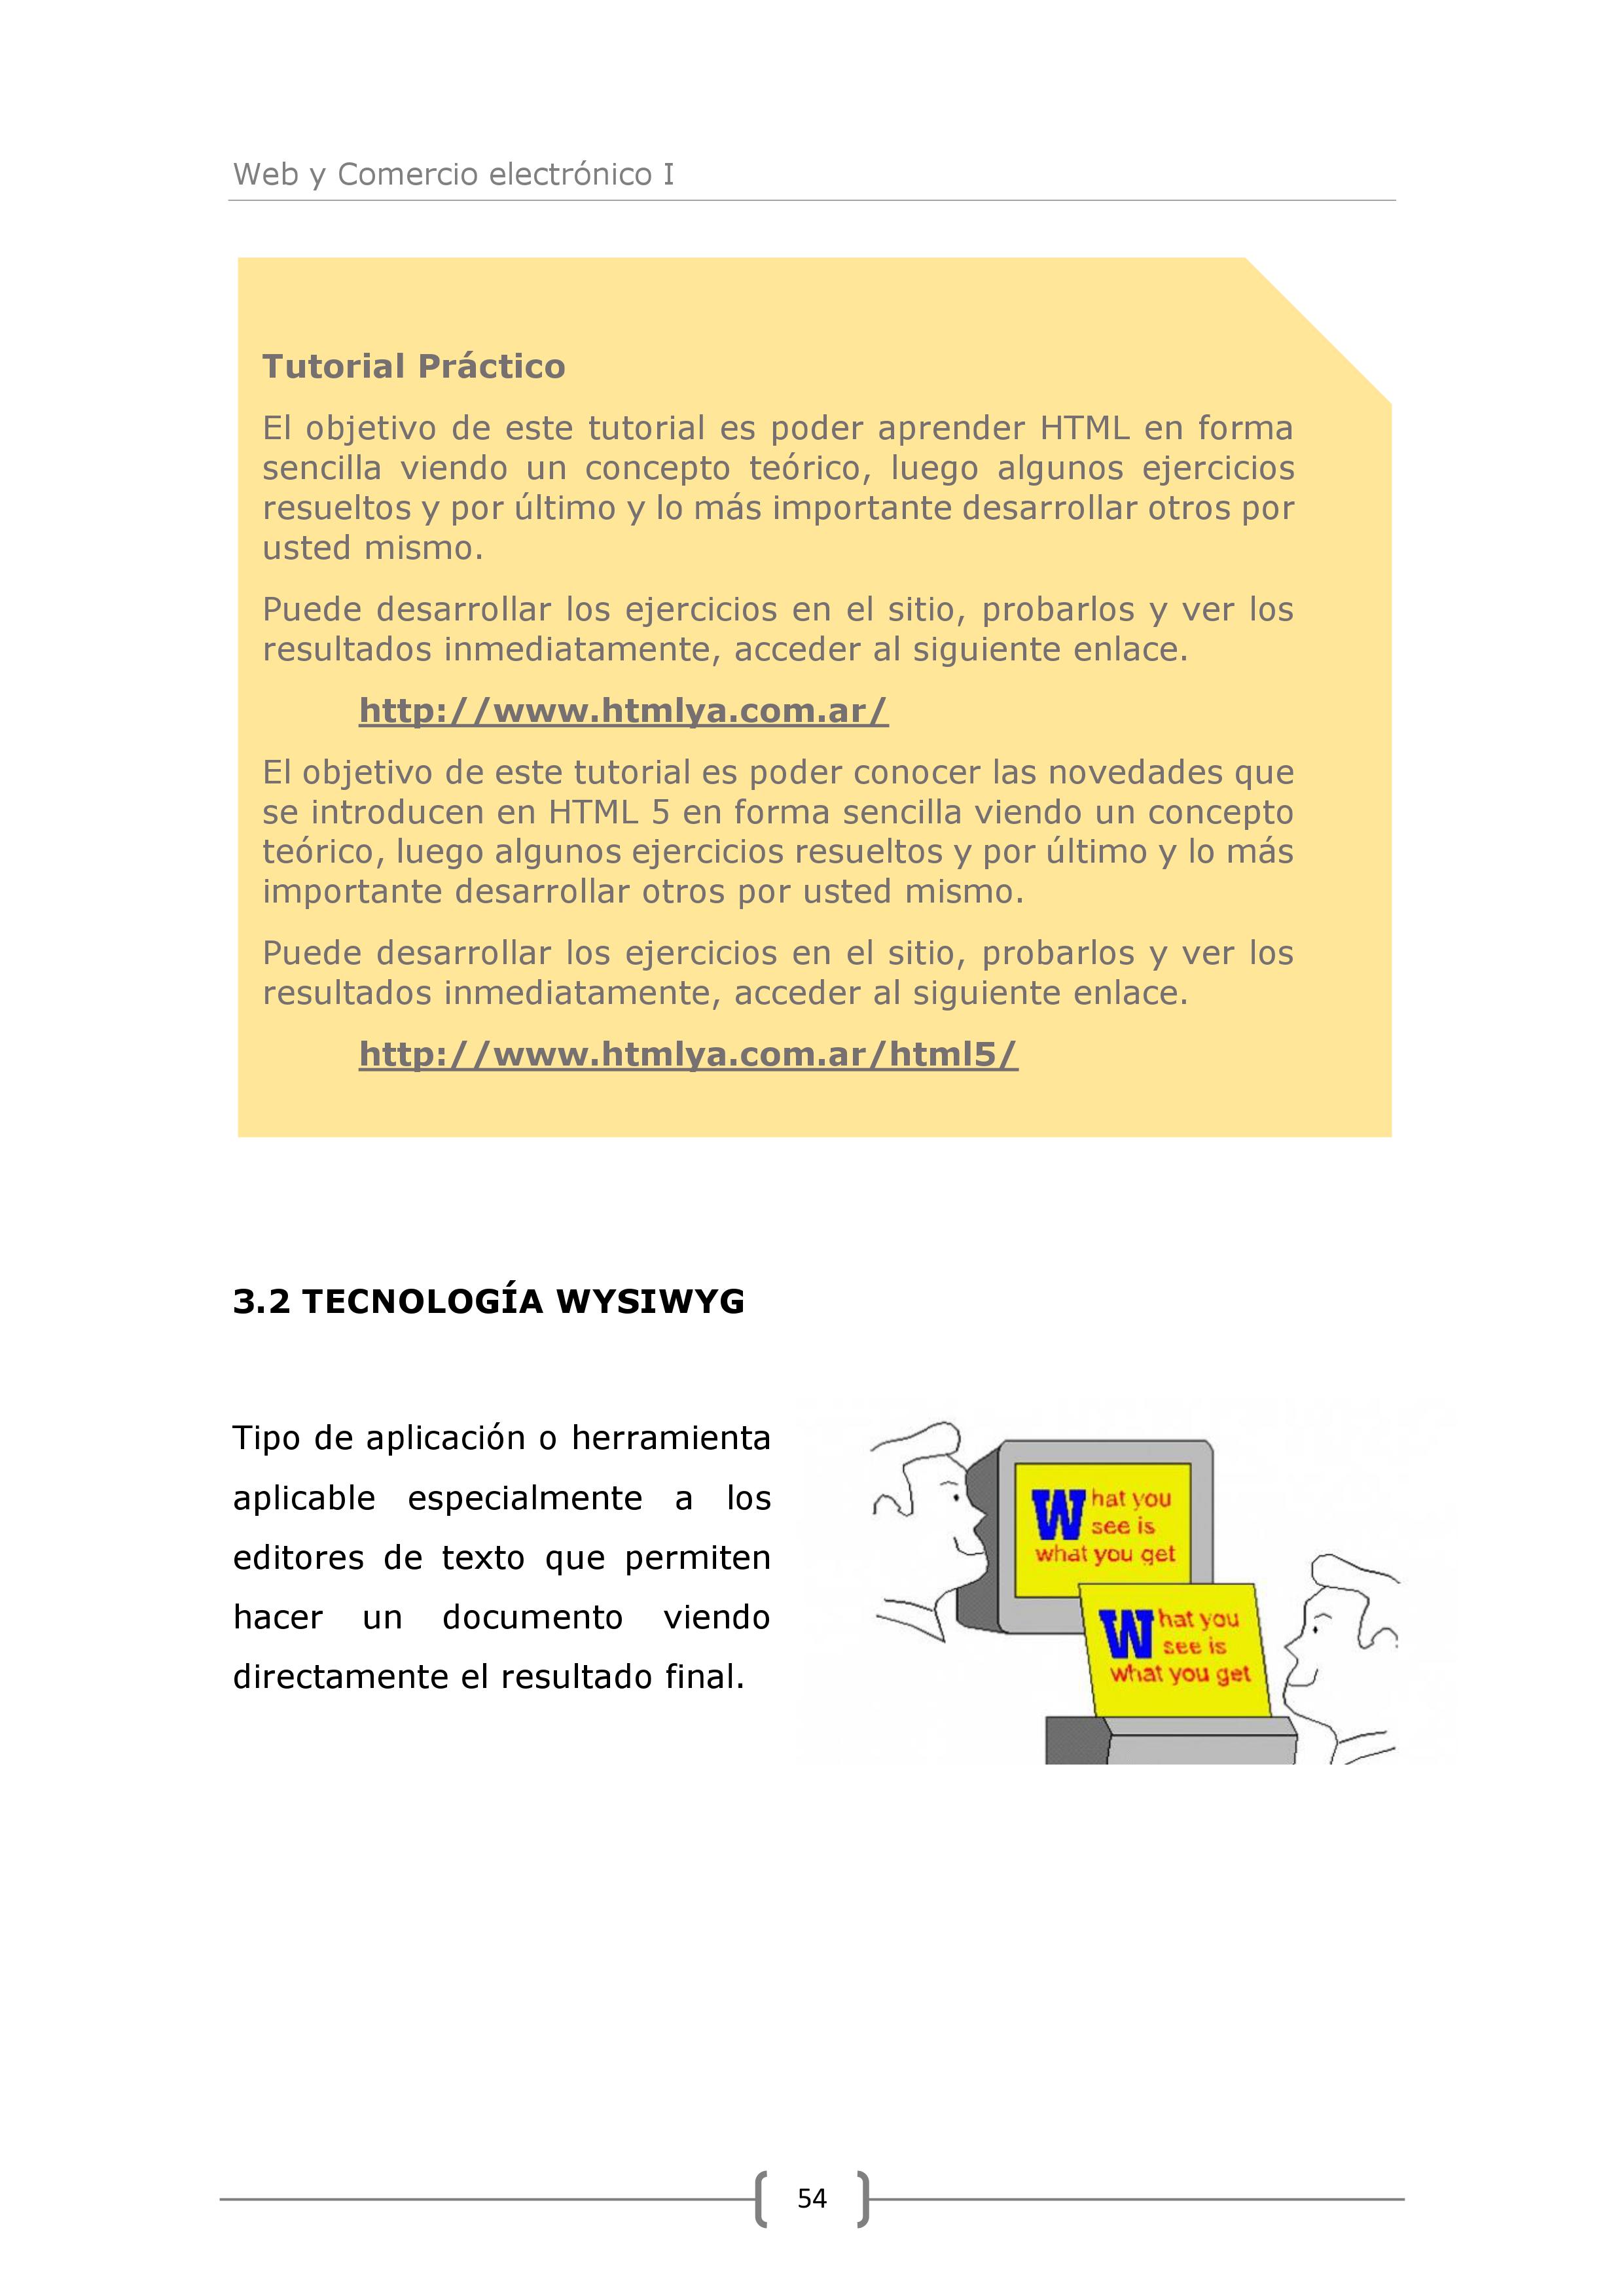 Web y Comercio electrónico I
Tutorial Práctico
El objetivo de este tutorial es poder aprender HTML en forma
sencilla viendo un concepto teórico, luego algunos ejercicios
resueltos y por último y lo más importante desarrollar otros por
usted mismo.
Puede desarrollar los ejercicios en el sitio, probarlos y ver los
resultados inmediatamente, acceder al siguiente enlace.
http://www.htmlya.com.ar/
El objetivo de este tutorial es poder conocer las novedades que
se introducen en HTML 5 en forma sencilla viendo un concepto
teórico, luego algunos ejercicios resueltos y por último y lo más
importante desarrollar otros por usted mismo.
Puede desarrollar los ejercicios en el sitio, probarlos y ver los
resultados inmediatamente, acceder al siguiente enlace.
http://www.htmlya.com.ar/html5/
3.2 TECNOLOGÍA WYSIWYG
Tipo de aplicación o herramienta
aplicable especialmente a los
editores de texto que permiten
hacer un documento viendo
directamente el resultado final.
What you
see is
what you get
What you
see is
what you get
54